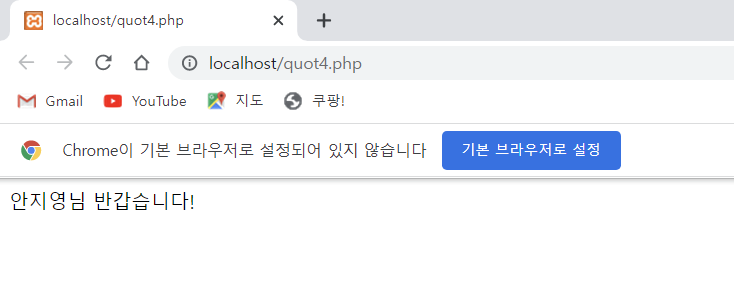 localhost/quot4.php
localhost/quot4.php
Gmail YouTube 지도 쿠팡!
Chrome이 기본 브라우저로 설정되어 있지 않습니다 기본 브라우저로 설정
안지영님 반갑습니다!